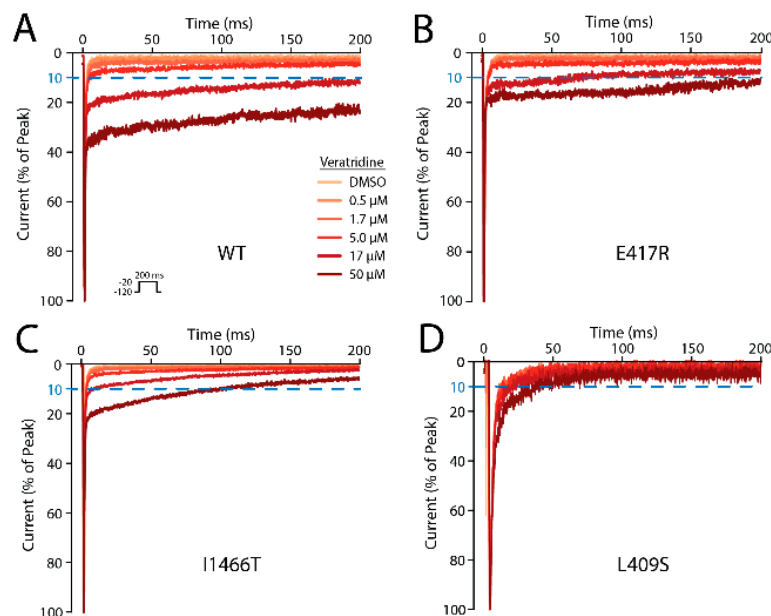 A
Time (ms)
0 50 100 150 200
0
10
20
40
60
80
100
Current (% of Peak)
Veratridine
DMSO
0.5 μM
1.7 μM
5.0 μM
17 μM
50 μM
WT
200 ms
-20
-120
B
Time (ms)
0 50 100 150 200
0
10
20
40
60
80
100
Current (% of Peak)
E417R
C
Time (ms)
0 50 100 150 200
0
10
20
40
60
80
100
Current (% of Peak)
I1466T
D
Time (ms)
0 50 100 150 200
0
10
20
40
60
80
100
Current (% of Peak)
L409S